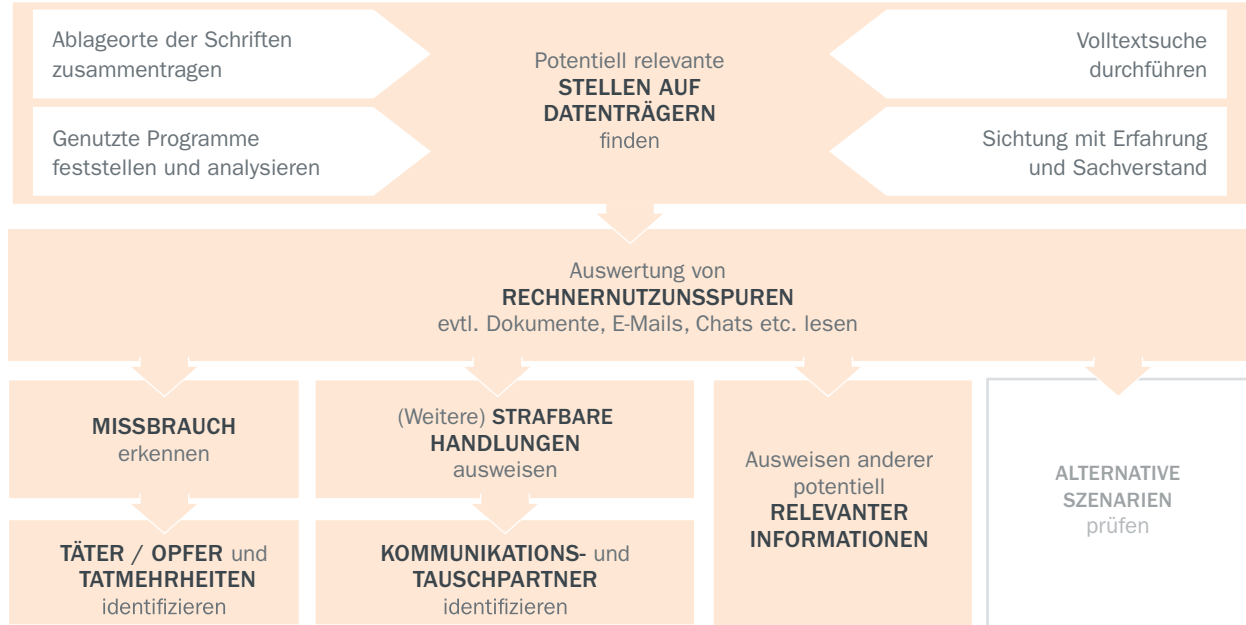 Ablageorte der Schriften
zusammentragen
Genutzte Programme
feststellen und analysieren
Potentiell relevante
STELLEN AUF
DATENTRÄGERN
finden
Volltextsuche
durchführen
Sichtung mit Erfahrung
und Sachverstand
Auswertung von
RECHNERNUTZUNSSPUREN
evtl. Dokumente, E-Mails, Chats etc. lesen
MISSBRAUCH
erkennen
TÄTER / OPFER und
TATMEHRHEITEN
identifizieren
(Weitere) STRAFBARE
HANDLUNGEN
ausweisen
KOMMUNIKATIONS- und
TAUSCHPARTNER
identifizieren
Ausweisen anderer
potentiell
RELEVANTER
INFORMATIONEN
ALTERNATIVE
SZENARIEN
prüfen